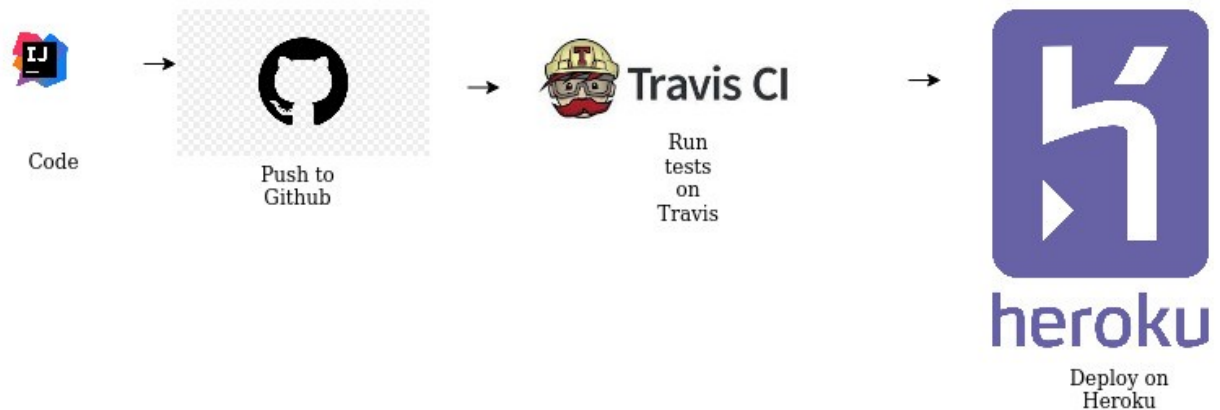 IJ
Code
Push to
Github
T
Travis CI
Run
tests
on
Travis
heroku
Deploy on
Heroku